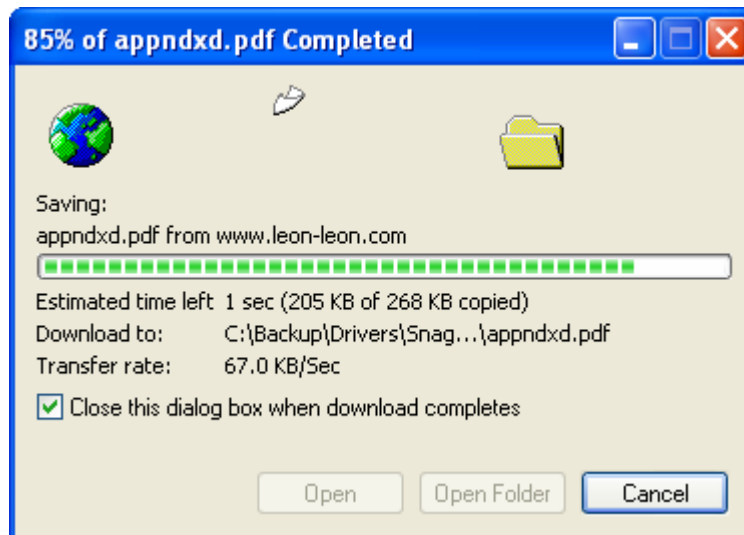 85% of appndxd.pdf Completed
Saving:
appndxd.pdf from www.leon-leon.com
Estimated time left 1 sec (205 KB of 268 KB copied)
Download to: C:\Backup\Drivers\Snag...\appndxd.pdf
Transfer rate: 67.0 KB/Sec
Close this dialog box when download completes
Open Open Folder Cancel